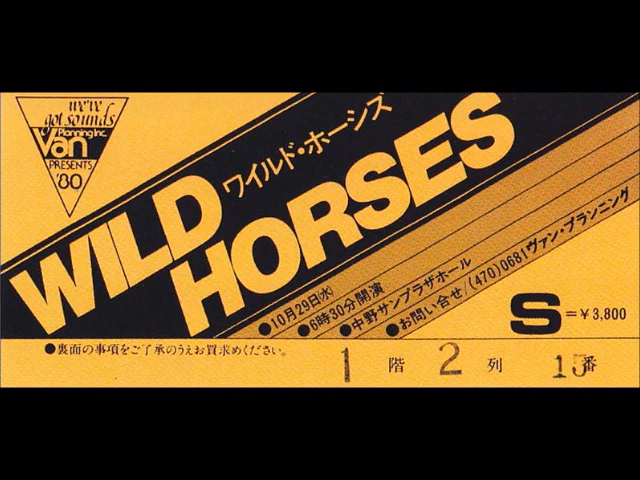 we've
got sounds
Planning Inc.
Van
PRESENTS
'80
WILD
ワイルド・ホーシズ
HORSES
●10月29日(水)
●6時30分開演
●中野サンプラザホール
●お問い合せ/(470)0681ヴァン・プランニング
S=¥3,800
●裏面の事項をご了承のうえお買求めください。
1階 2列 15番